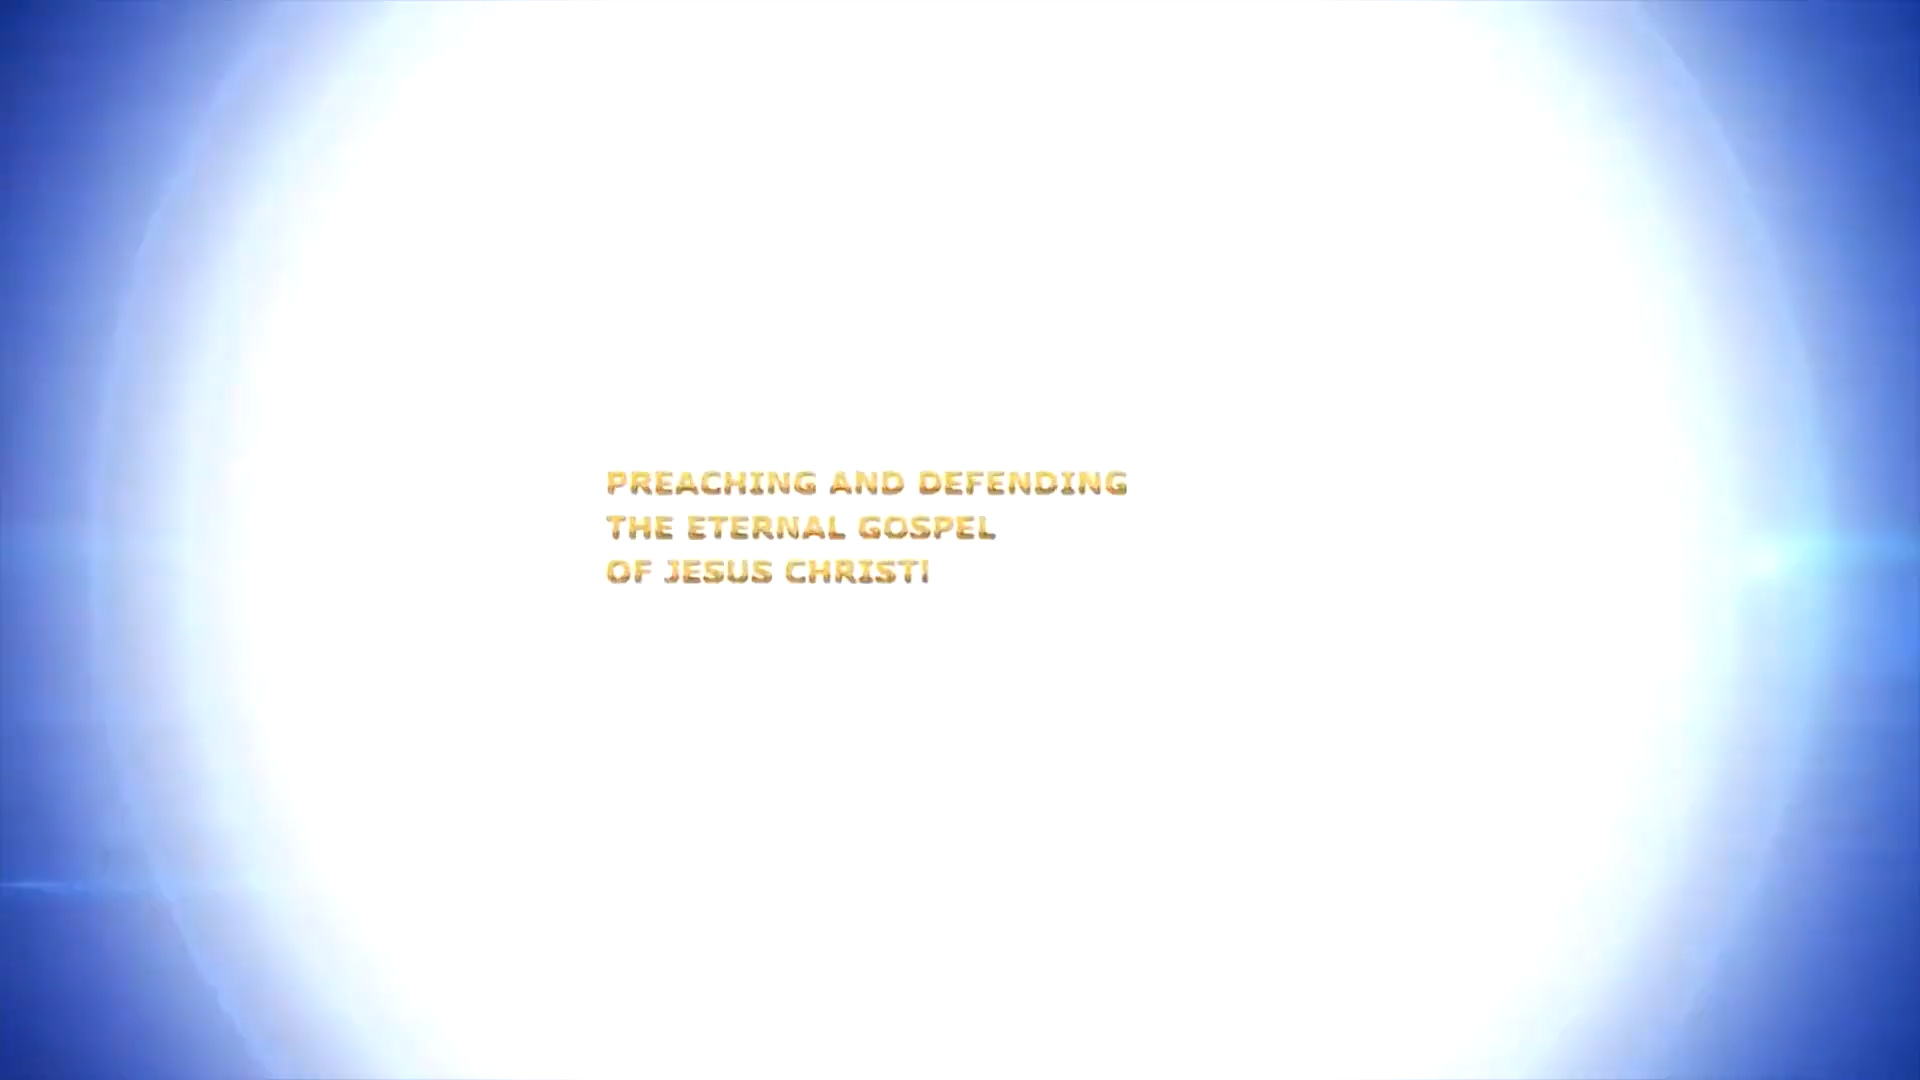 PREACHING AND DEFENDING
THE ETERNAL GOSPEL
OF JESUS CHRIST!